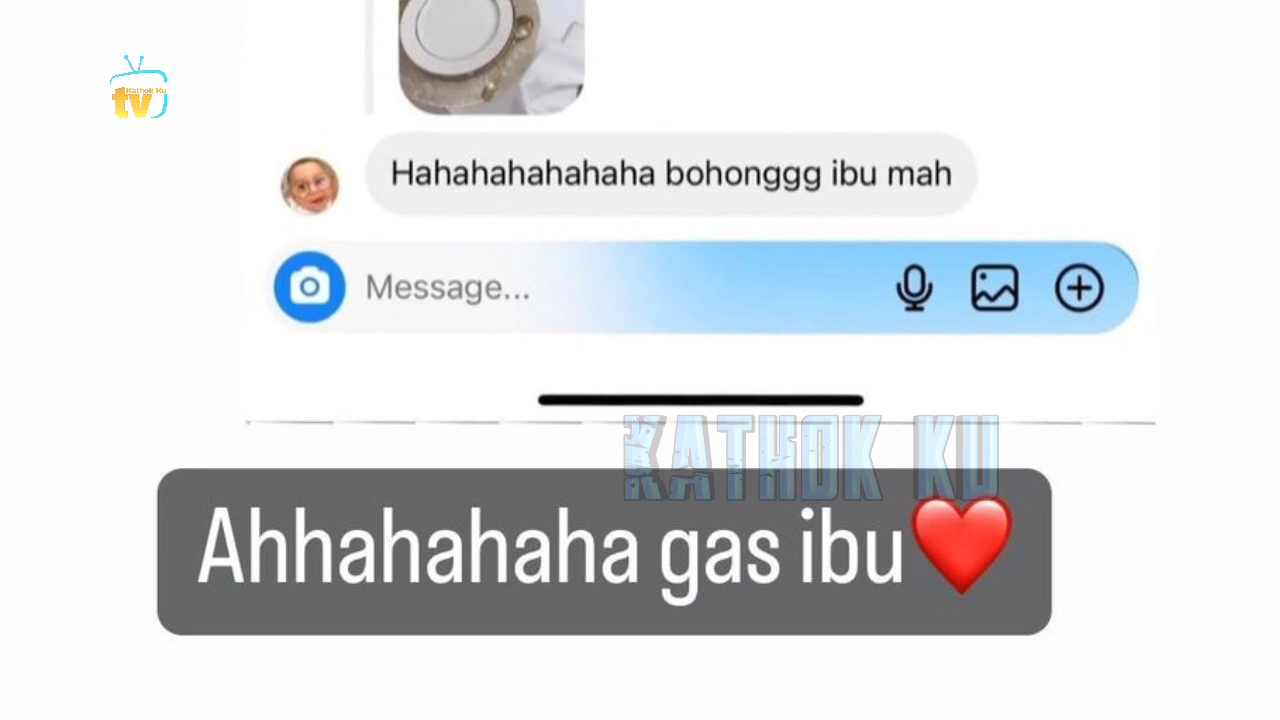 Kathok Ku
tv
Hahahahahahaha bohonggg ibu mah
Message...
KATHOK KU
Ahhahahaha gas ibu❤️